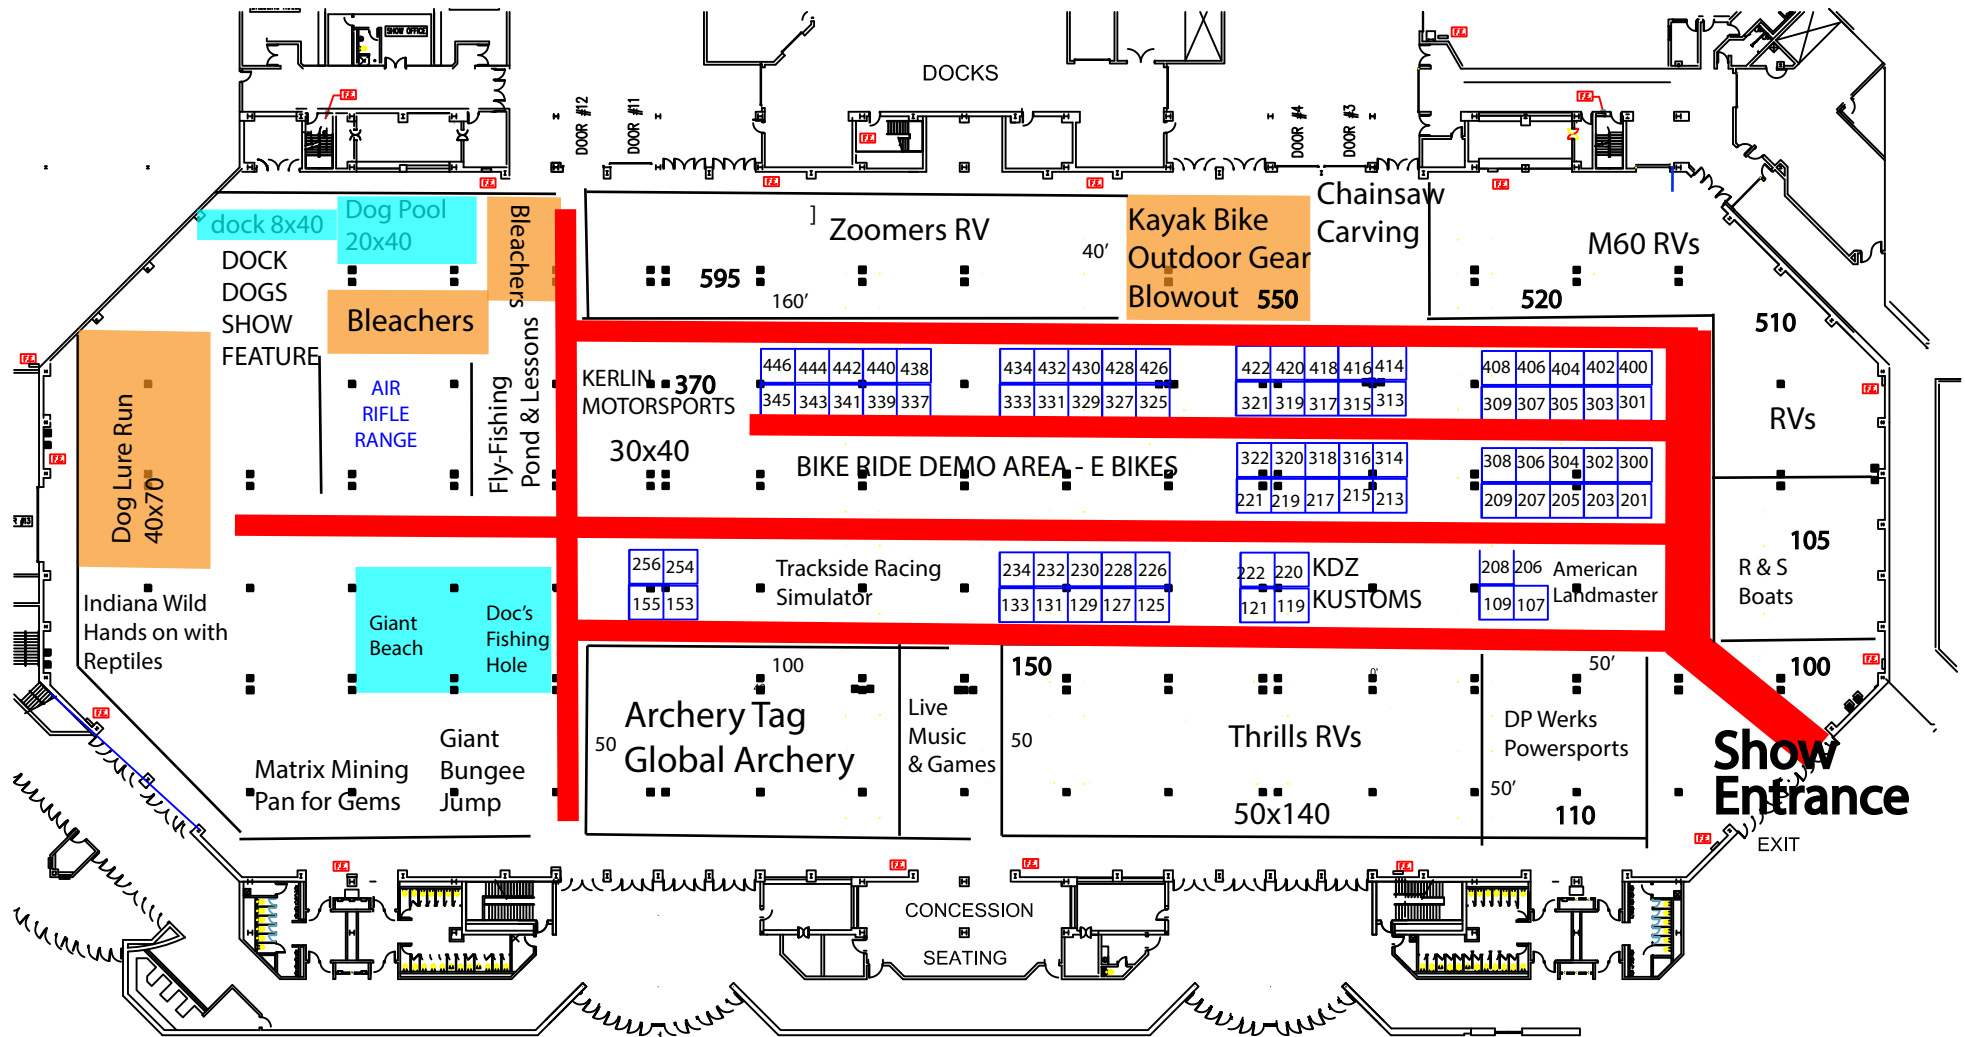 SHOW OFFICE
F.E.
DOCKS
F.E.
F.E.
DOOR #12
DOOR #11
F.E.
DOOR #4
DOOR #3
F.E.
F.E.
F.E.
F.E.
F.E.
dock 8x40
Dog Pool
20x40
Bleachers
DOCK
DOGS
SHOW
FEATURE
Bleachers
]
Zoomers RV
40'
595
160'
Kayak Bike
Outdoor Gear
Blowout 550
Chainsaw
Carving
M60 RVs
520
510
RVs
F.E.
F.E.
F.E.
Dog Lure Run
40x70
AIR
RIFLE
RANGE
Fly-Fishing
Pond & Lessons
KERLIN 370
MOTORSPORTS
30x40
446 444 442 440 438
345 343 341 339 337
434 432 430 428 426
333 331 329 327 325
422 420 418 416 414
321 319 317 315 313
408 406 404 402 400
309 307 305 303 301
BIKE RIDE DEMO AREA - E BIKES
322 320 318 316 314
221 219 217 215 213
308 306 304 302 300
209 207 205 203 201
105
R & S
Boats
256 254
155 153
Trackside Racing
Simulator
234 232 230 228 226
133 131 129 127 125
222 220
121 119
KDZ
KUSTOMS
208 206
109 107
American
Landmaster
Indiana Wild
Hands on with
Reptiles
Giant
Beach
Doc's
Fishing
Hole
100
F.E.
F.E.
Matrix Mining
Pan for Gems
Giant
Bungee
Jump
100
50
Archery Tag
Global Archery
Live
Music
& Games
150
50
0'
Thrills RVs
50x140
50'
DP Werks
Powersports
50'
110
Show
Entrance
EXIT
F.E.
F.E.
F.E.
F.E.
F.E.
CONCESSION
SEATING